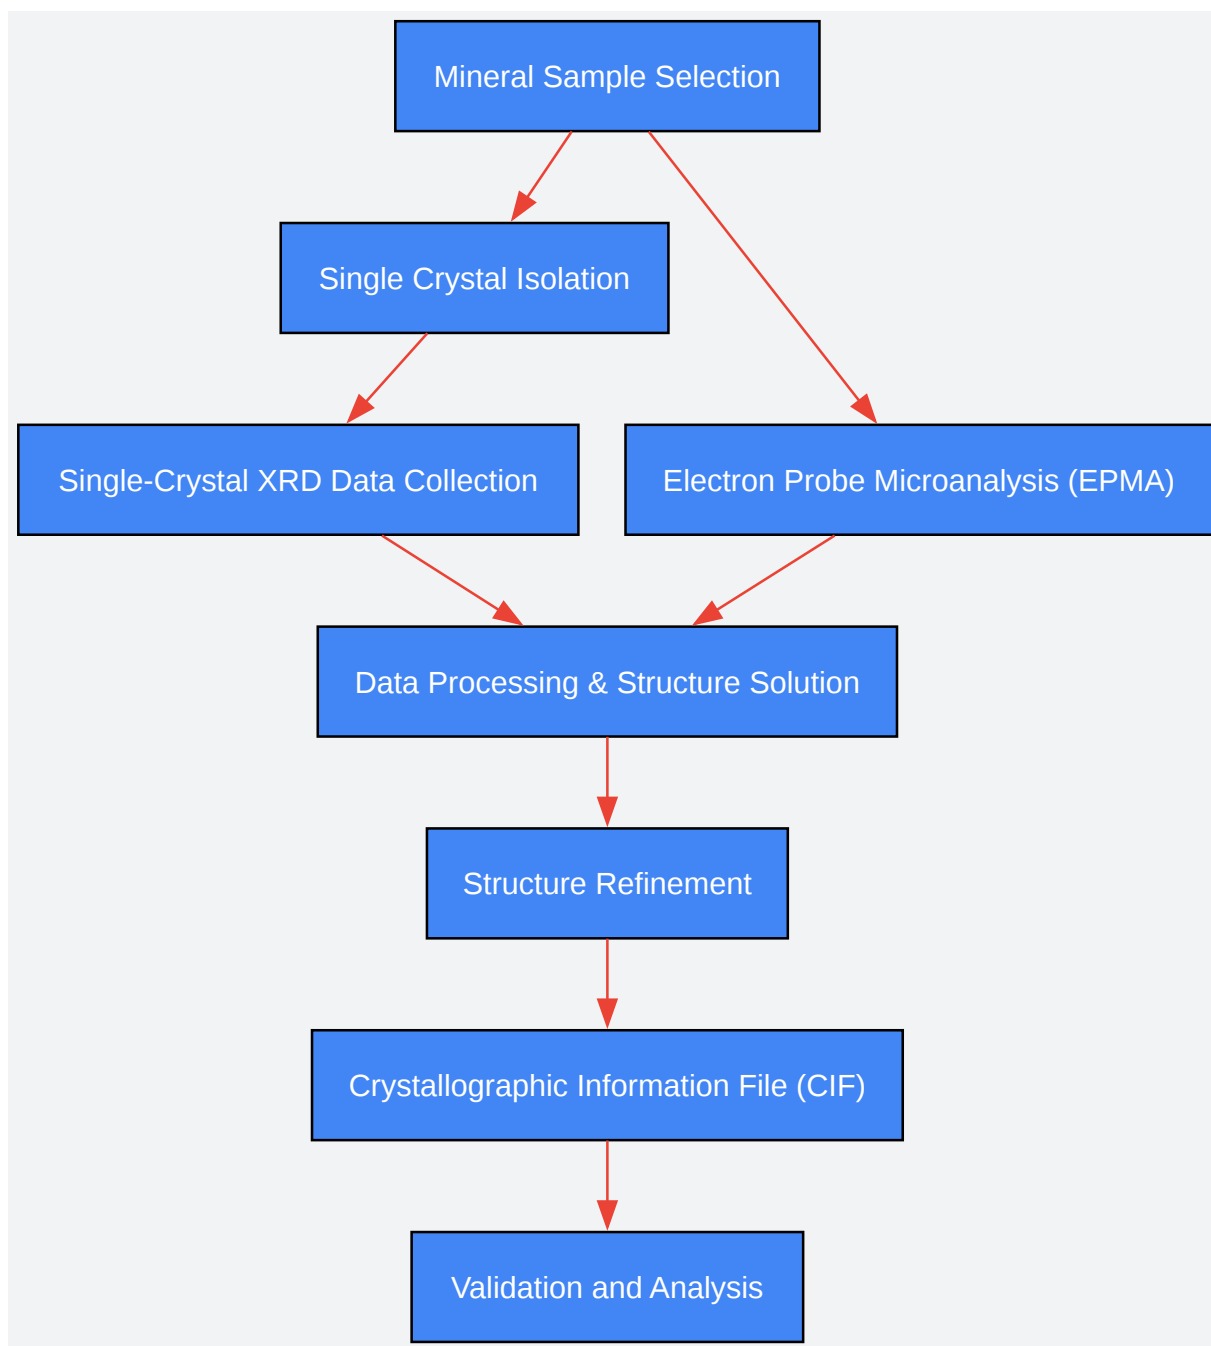 Mineral Sample Selection
Single Crystal Isolation
Single-Crystal XRD Data Collection
Electron Probe Microanalysis (EPMA)
Data Processing & Structure Solution
Structure Refinement
Crystallographic Information File (CIF)
Validation and Analysis